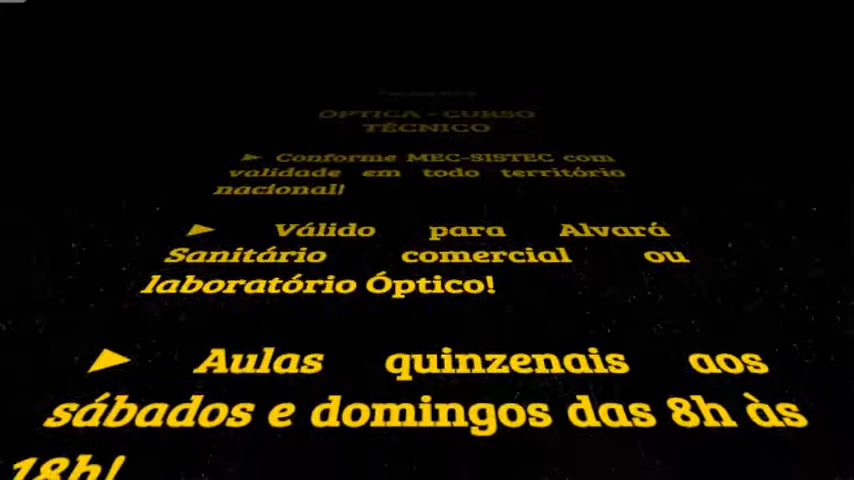 ÓPTICA - CURSO
TÉCNICO
► Conforme MEC-SISTEC com
validade em todo território
nacional!
► Válido para Alvará
Sanitário comercial ou
laboratório Óptico!
► Aulas quinzenais aos
sábados e domingos das 8h às
18h!